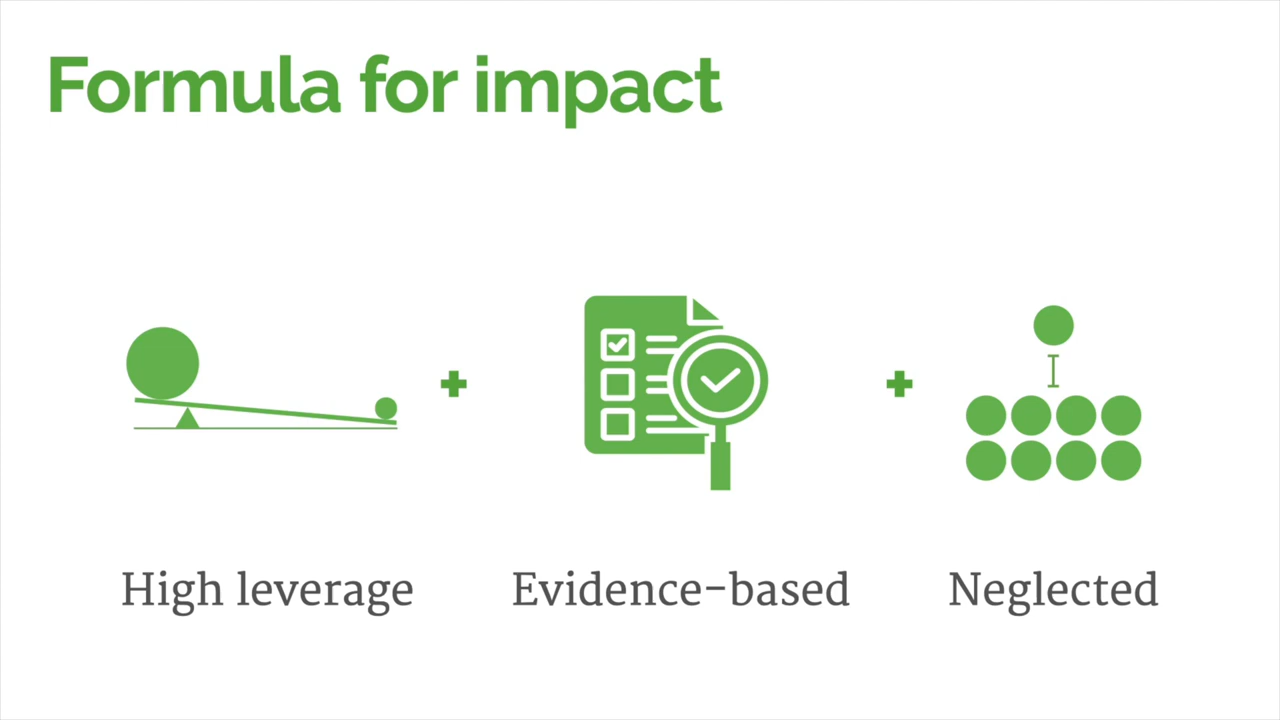 Formula for impact
+
+
High leverage
Evidence-based
Neglected